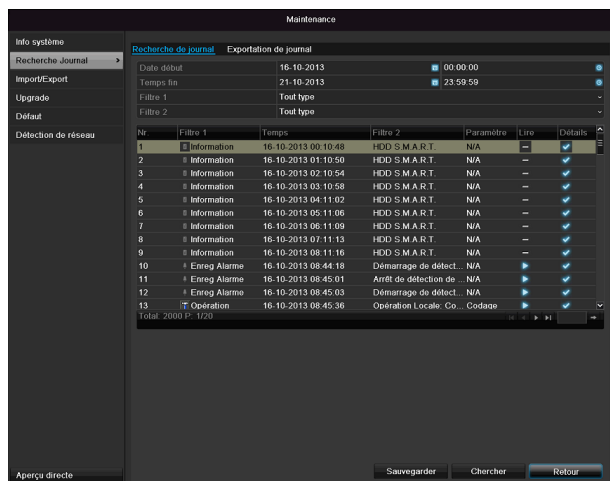 Maintenance
Info système
Recherche Journal >
Import/Export
Upgrade
Défaut
Détection de réseau
Aperçu directe
Recherche de journal Exportation de journal
Date début 16-10-2013 00:00:00
Temps fin 21-10-2013 23:59:59
Filtre 1 Tout type
Filtre 2 Tout type
Nr. Filtre 1 Temps Filtre 2 Paramètre Lire Détails
1 Information 16-10-2013 00:10:48 HDD S.M.A.R.T. N/A –
2 Information 16-10-2013 01:10:50 HDD S.M.A.R.T. N/A –
3 Information 16-10-2013 02:10:54 HDD S.M.A.R.T. N/A –
4 Information 16-10-2013 03:10:58 HDD S.M.A.R.T. N/A –
5 Information 16-10-2013 04:11:02 HDD S.M.A.R.T. N/A –
6 Information 16-10-2013 05:11:06 HDD S.M.A.R.T. N/A –
7 Information 16-10-2013 06:11:09 HDD S.M.A.R.T. N/A –
8 Information 16-10-2013 07:11:13 HDD S.M.A.R.T. N/A –
9 Information 16-10-2013 08:11:16 HDD S.M.A.R.T. N/A –
10 Enreg Alarme 16-10-2013 08:44:18 Démarrage de détect... N/A
11 Enreg Alarme 16-10-2013 08:45:01 Arrêt de détection de ... N/A
12 Enreg Alarme 16-10-2013 08:45:03 Démarrage de détect... N/A
13 Opération 16-10-2013 08:45:36 Opération Locale: Co... Codage
Total: 2000 P: 1/20
Sauvegarder Chercher Retour